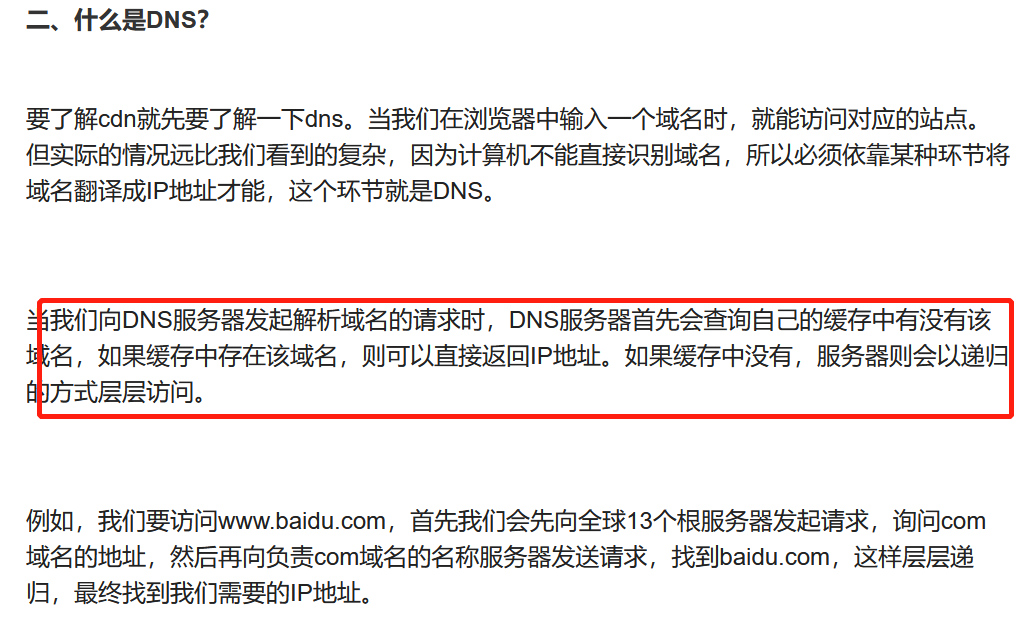 二、什么是DNS?
要了解cdn就先要了解一下dns。当我们在浏览器中输入一个域名时，就能访问对应的站点。
但实际的情况远比我们看到的复杂，因为计算机不能直接识别域名，所以必须依靠某种环节将
域名翻译成IP地址才能，这个环节就是DNS。
当我们向DNS服务器发起解析域名的请求时，DNS服务器首先会查询自己的缓存中有没有该
域名，如果缓存中存在该域名，则可以直接返回IP地址。如果缓存中没有，服务器则会以递归
的方式层层访问。
例如，我们要访问www.baidu.com，首先我们会先向全球13个根服务器发起请求，询问com
域名的地址，然后再向负责com域名的名称服务器发送请求，找到baidu.com，这样层层递
归，最终找到我们需要的IP地址。